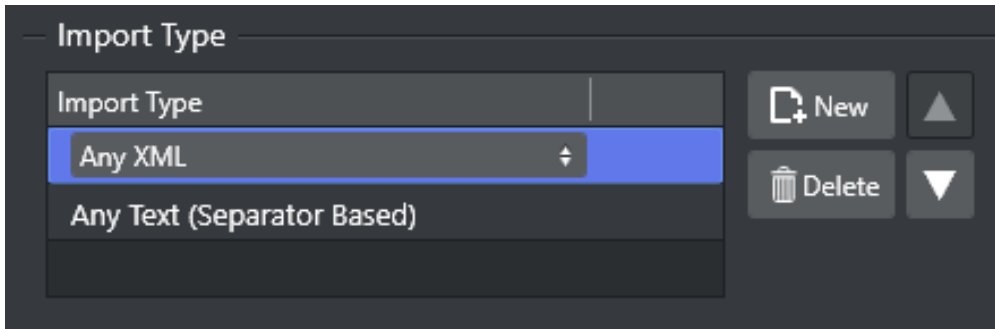 Import Type
Import Type
New
Any XML
Delete
Any Text (Separator Based)